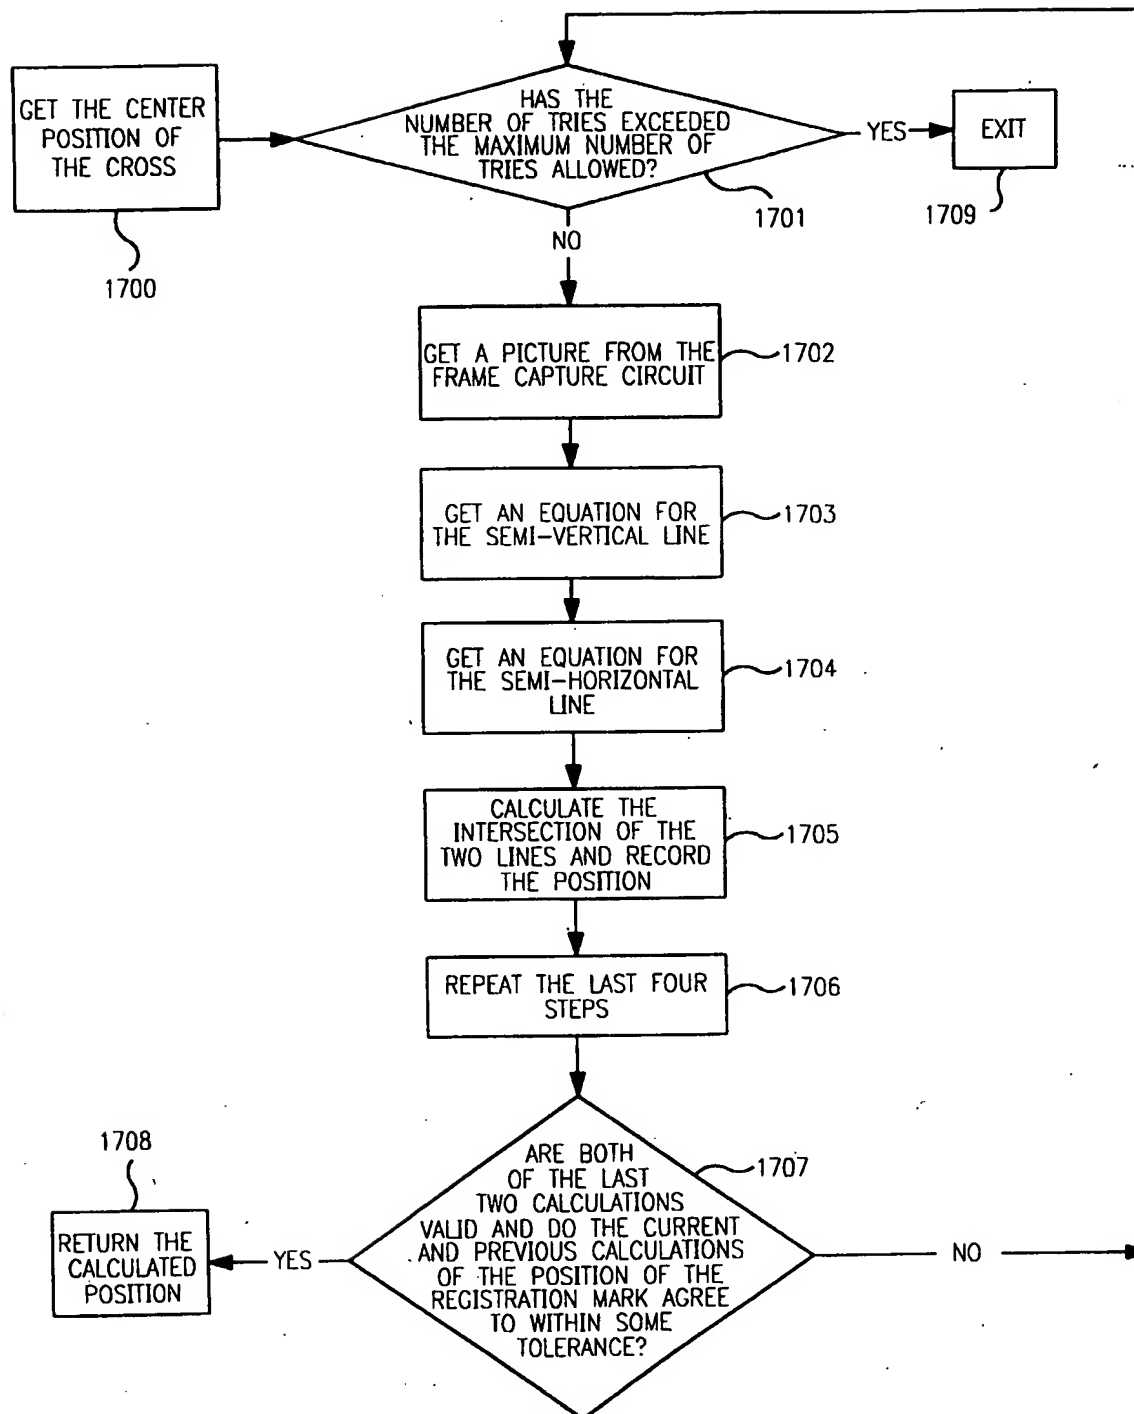 GET THE CENTER
POSITION OF
THE CROSS
1700
HAS THE
NUMBER OF TRIES EXCEEDED
THE MAXIMUM NUMBER OF
TRIES ALLOWED?
1701
YES
EXIT
1709
NO
GET A PICTURE FROM THE
FRAME CAPTURE CIRCUIT
1702
GET AN EQUATION FOR
THE SEMI-VERTICAL LINE
1703
GET AN EQUATION FOR
THE SEMI-HORIZONTAL
LINE
1704
CALCULATE THE
INTERSECTION OF THE
TWO LINES AND RECORD
THE POSITION
1705
REPEAT THE LAST FOUR
STEPS
1706
ARE BOTH
OF THE LAST
TWO CALCULATIONS
VALID AND DO THE CURRENT
AND PREVIOUS CALCULATIONS
OF THE POSITION OF THE
REGISTRATION MARK AGREE
TO WITHIN SOME
TOLERANCE?
1707
YES
1708
RETURN THE
CALCULATED
POSITION
NO